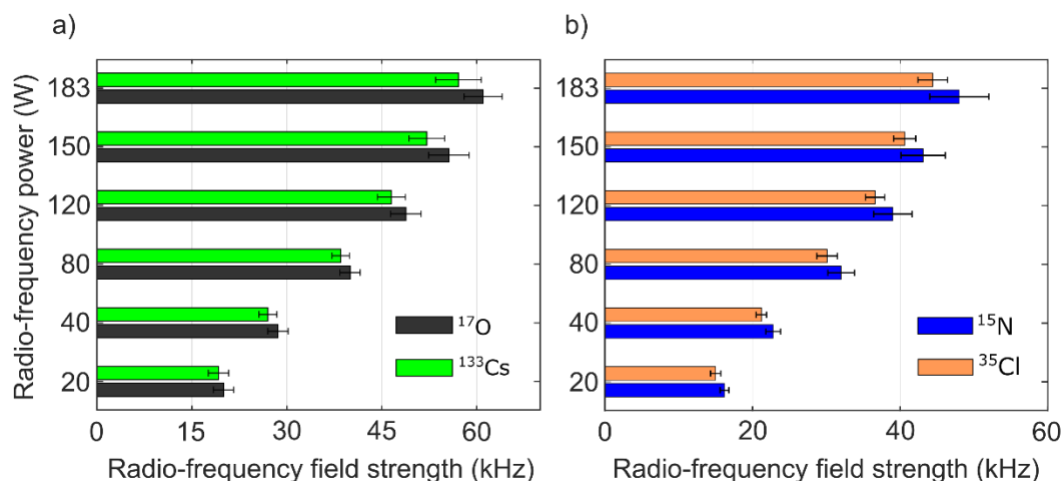 a)
Radio-frequency power (W)
183
150
120
80
40
20
¹⁷O
¹³³Cs
0 15 30 45 60
Radio-frequency field strength (kHz)
b)
183
150
120
80
40
20
¹⁵N
³⁵Cl
0 20 40 60
Radio-frequency field strength (kHz)